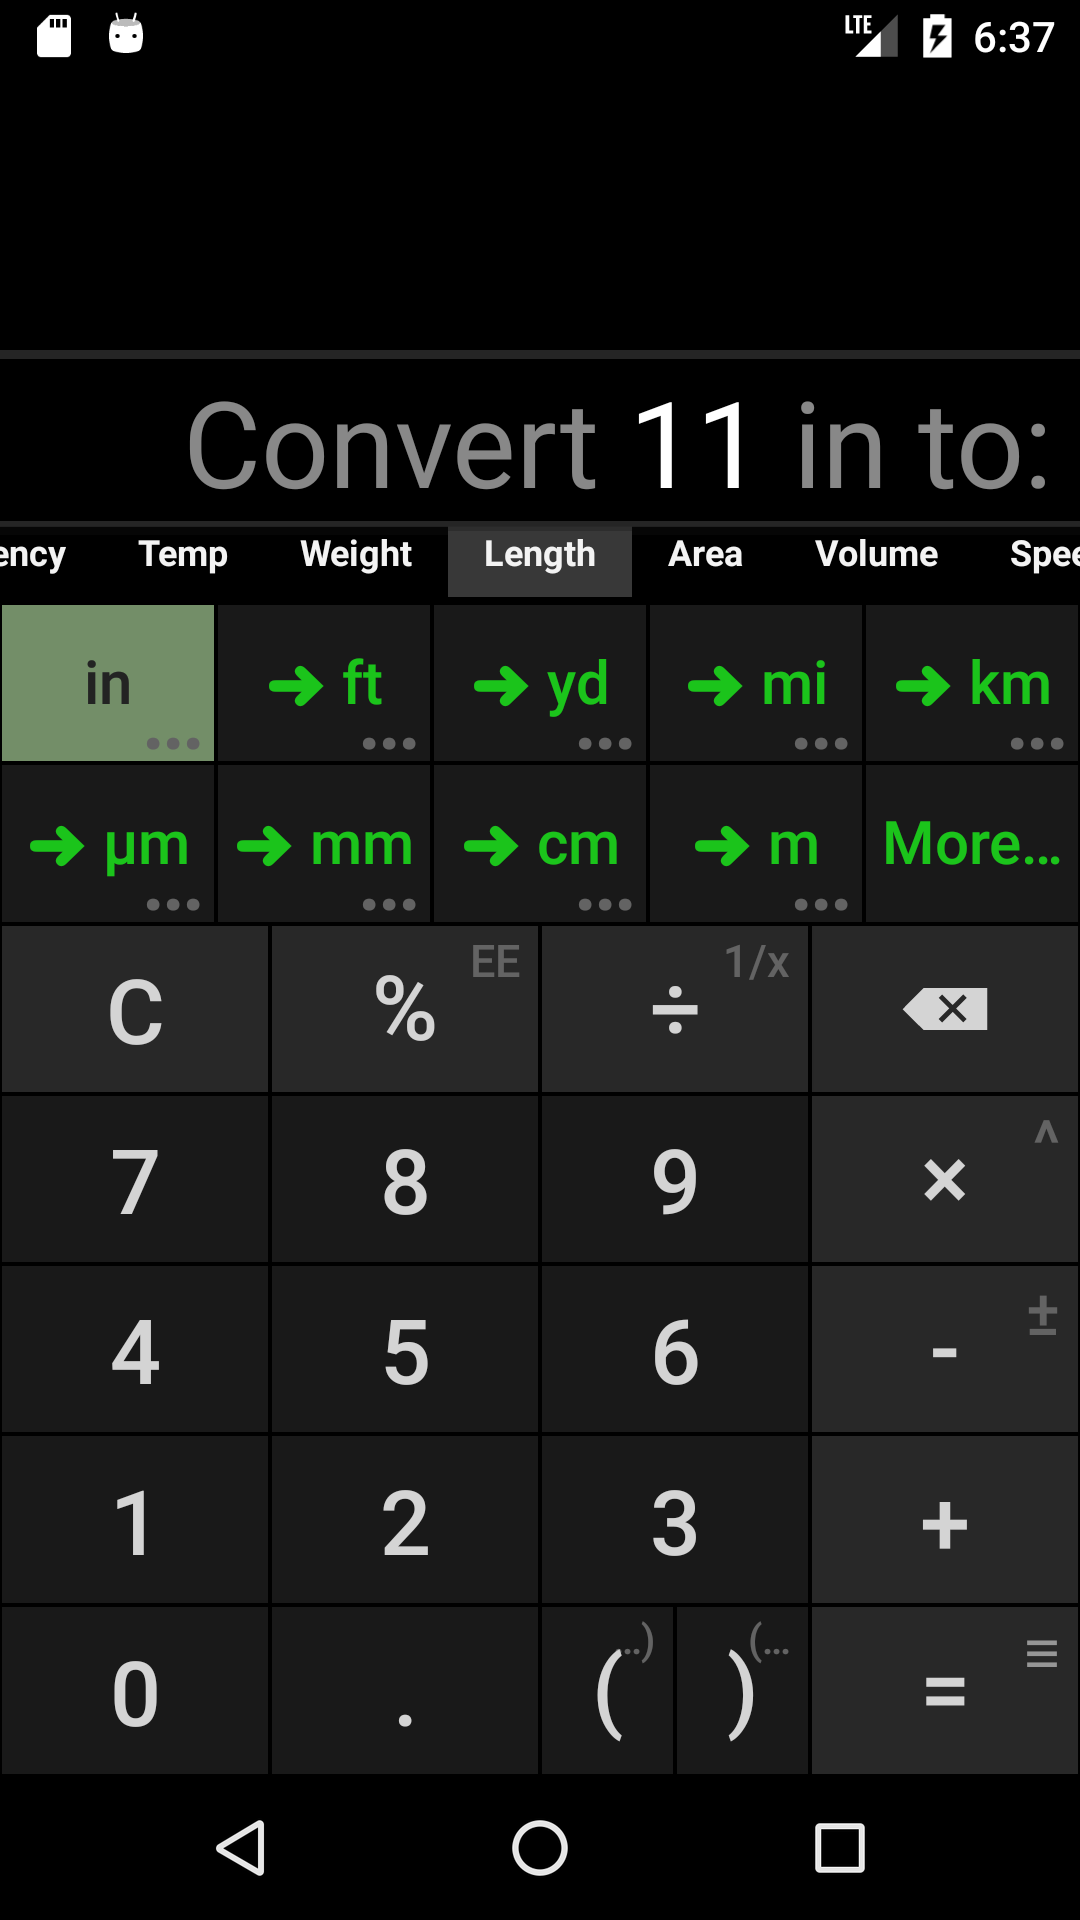 LTE 6:37
Convert 11 in to:
ency Temp Weight Length Area Volume Spee
in ➔ ft ➔ yd ➔ mi ➔ km
➔ µm ➔ mm ➔ cm ➔ m More...
C % EE ÷ 1/x
7 8 9 × ^
4 5 6 - ±
1 2 3 +
0 . ( ..) ) (... =